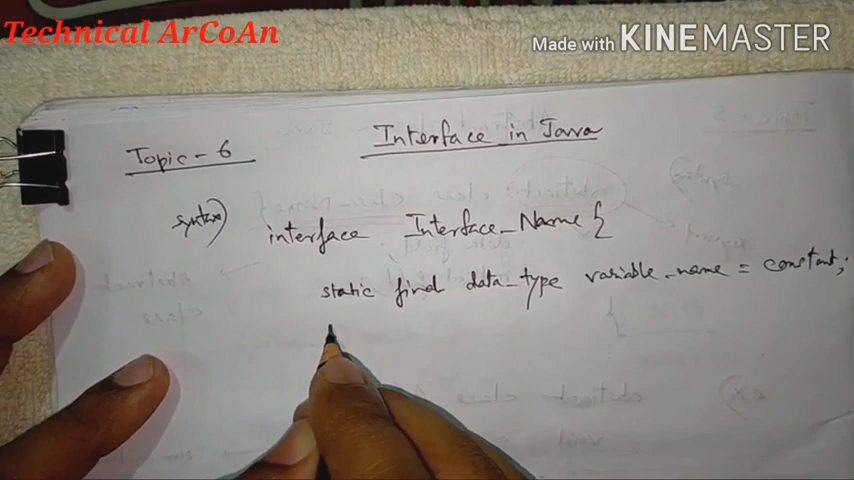 Technical ArCoAn
Made with KINEMASTER
Topic - 6
Interface in Java
syntax)
interface Interface_Name {
static final data_type variable_name = constant;